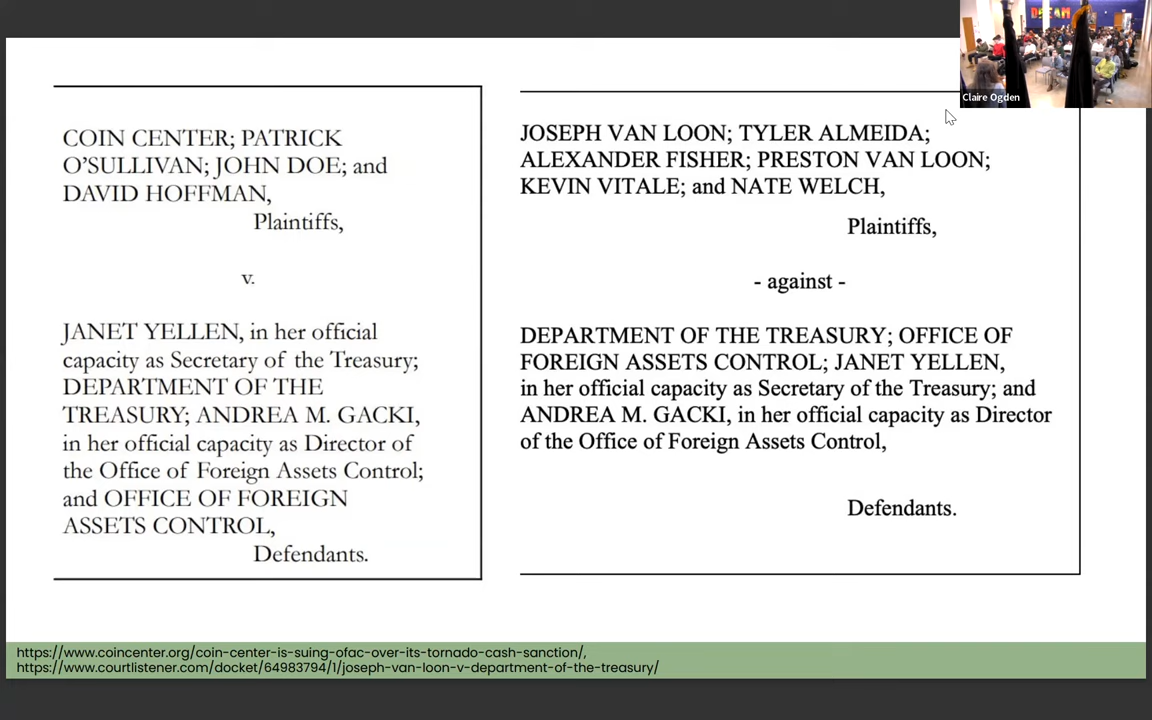 COIN CENTER; PATRICK
O’SULLIVAN; JOHN DOE; and
DAVID HOFFMAN,
Plaintiffs,
v.
JANET YELLEN, in her official
capacity as Secretary of the Treasury;
DEPARTMENT OF THE
TREASURY; ANDREA M. GACKI,
in her official capacity as Director of
the Office of Foreign Assets Control;
and OFFICE OF FOREIGN
ASSETS CONTROL,
Defendants.
JOSEPH VAN LOON; TYLER ALMEIDA;
ALEXANDER FISHER; PRESTON VAN LOON;
KEVIN VITALE; and NATE WELCH,
Plaintiffs,
- against -
DEPARTMENT OF THE TREASURY; OFFICE OF
FOREIGN ASSETS CONTROL; JANET YELLEN,
in her official capacity as Secretary of the Treasury; and
ANDREA M. GACKI, in her official capacity as Director
of the Office of Foreign Assets Control,
Defendants.
DREAM
Claire Ogden
https://www.coincenter.org/coin-center-is-suing-ofac-over-its-tornado-cash-sanction/,
https://www.courtlistener.com/docket/64983794/1/joseph-van-loon-v-department-of-the-treasury/